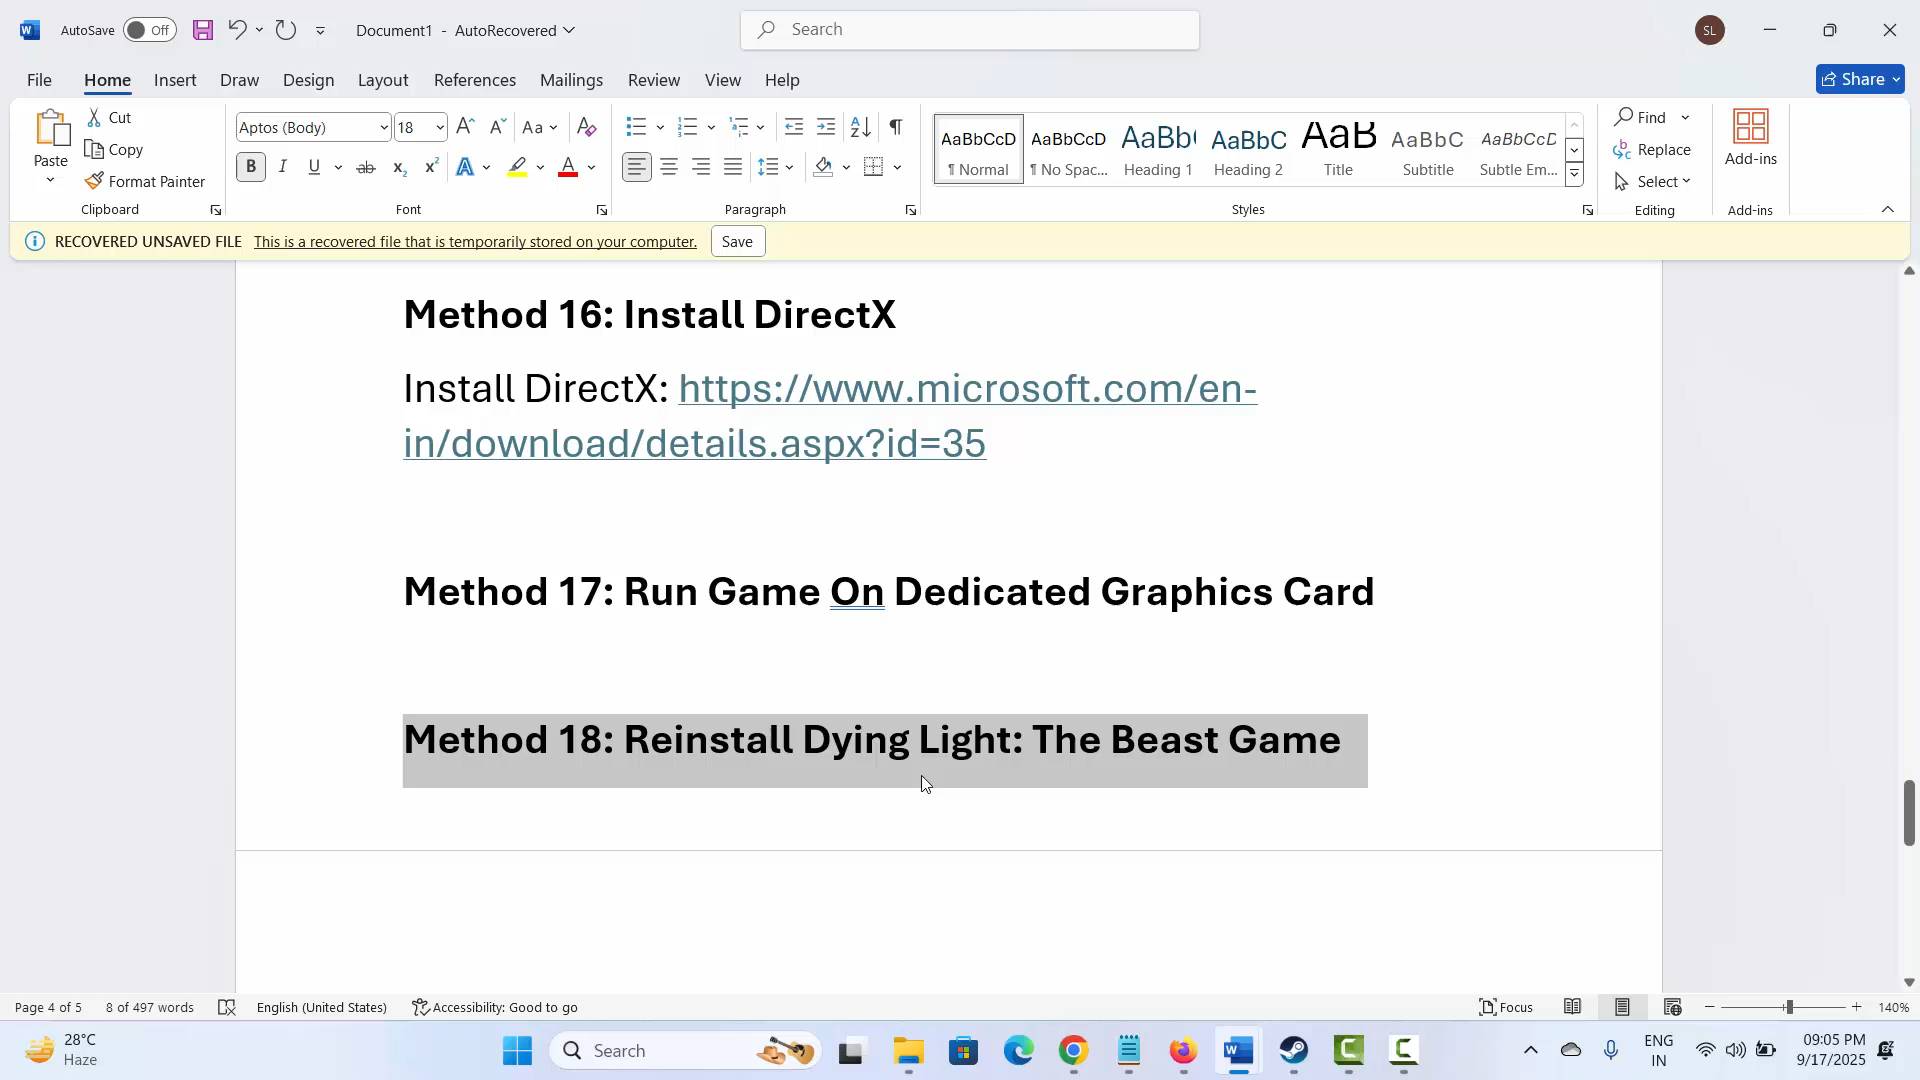 AutoSave Off Document1 - AutoRecovered Search SL
File Home Insert Draw Design Layout References Mailings Review View Help Share
Paste Cut Copy Format Painter Clipboard
Aptos (Body) 18 Aa
B I U ab x₂ x² A A
Font
Paragraph
AaBbCcD AaBbCcD AaBb( AaBbC AaB AaBbC AaBbCcD
¶ Normal ¶ No Spac... Heading 1 Heading 2 Title Subtitle Subtle Em...
Styles
Find
Replace
Select
Editing
Add-ins
Add-ins
RECOVERED UNSAVED FILE This is a recovered file that is temporarily stored on your computer. Save
Method 16: Install DirectX
Install DirectX: https://www.microsoft.com/en-
in/download/details.aspx?id=35
Method 17: Run Game On Dedicated Graphics Card
Method 18: Reinstall Dying Light: The Beast Game
Page 4 of 5 8 of 497 words English (United States) Accessibility: Good to go Focus 140%
28°C
Haze
Search
ENG
IN
09:05 PM
9/17/2025